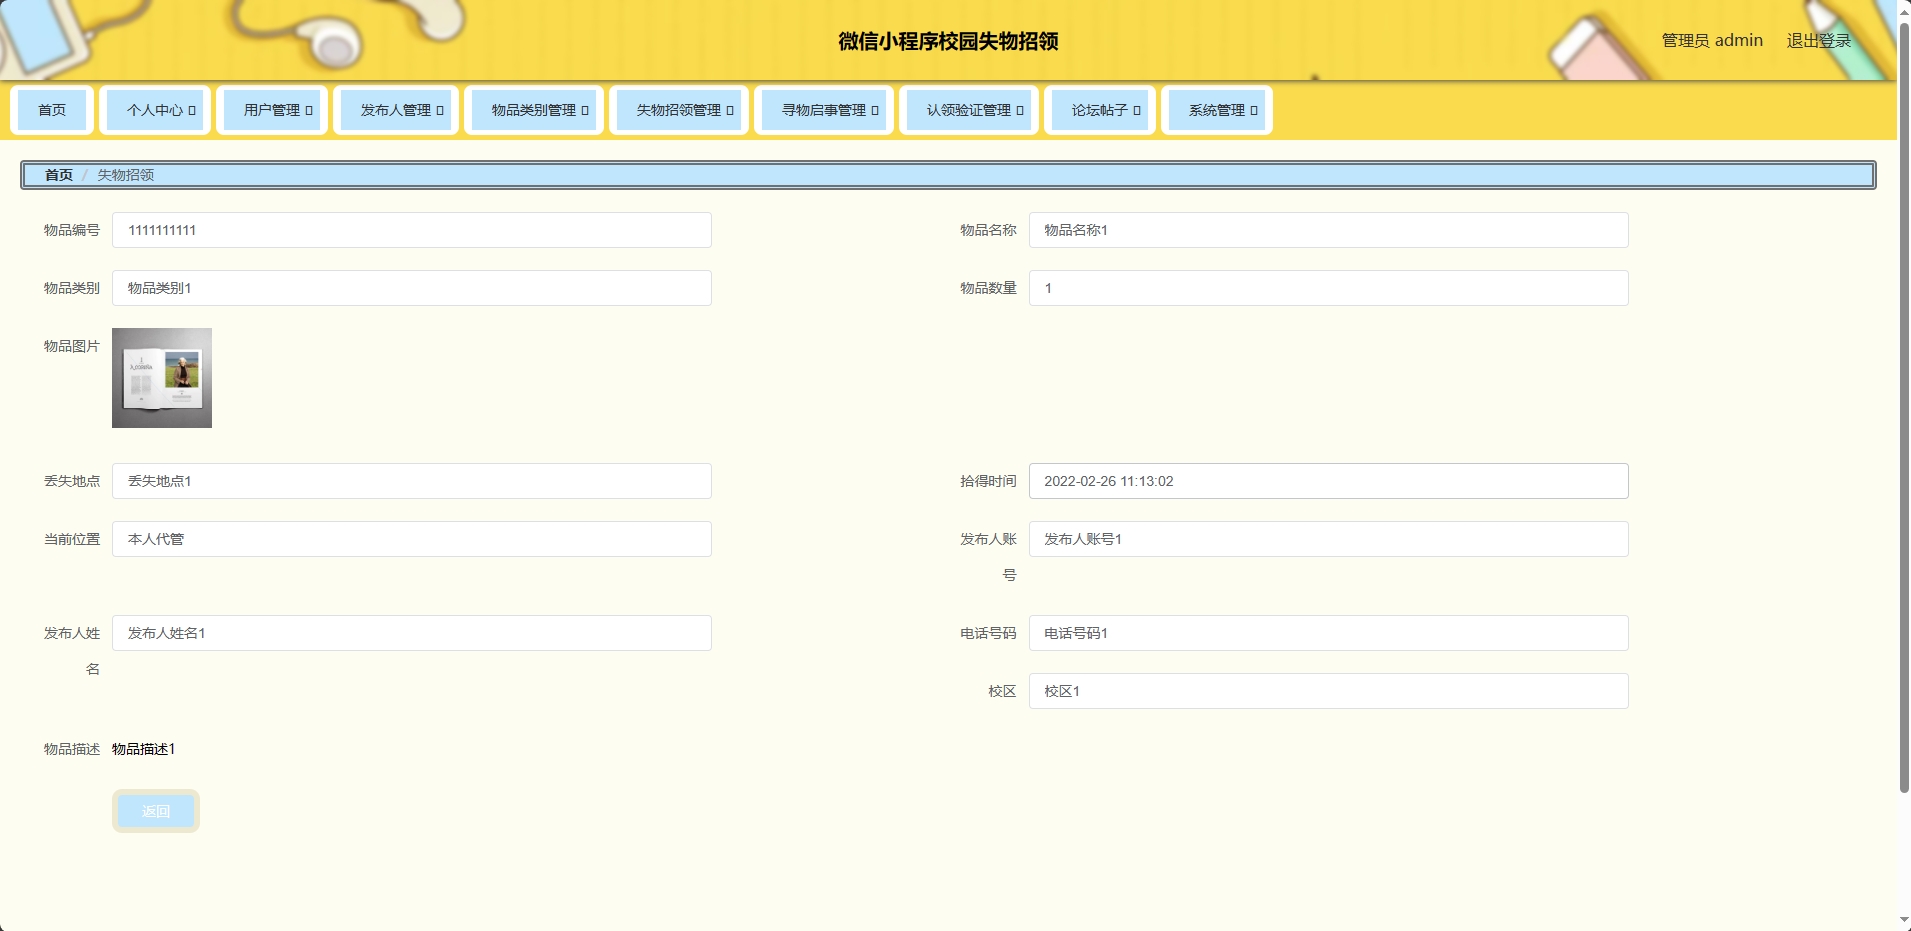 微信小程序校园失物招领
管理员 admin
退出登录
首页
个人中心
用户管理
发布人管理
物品类别管理
失物招领管理
寻物启事管理
认领验证管理
论坛帖子
系统管理
首页 / 失物招领
物品编号 1111111111
物品名称 物品名称1
物品类别 物品类别1
物品数量 1
物品图片
丢失地点 丢失地点1
拾得时间 2022-02-26 11:13:02
当前位置 本人代管
发布人账号 发布人账号1
发布人姓名 发布人姓名1
电话号码 电话号码1
校区 校区1
物品描述 物品描述1
返回